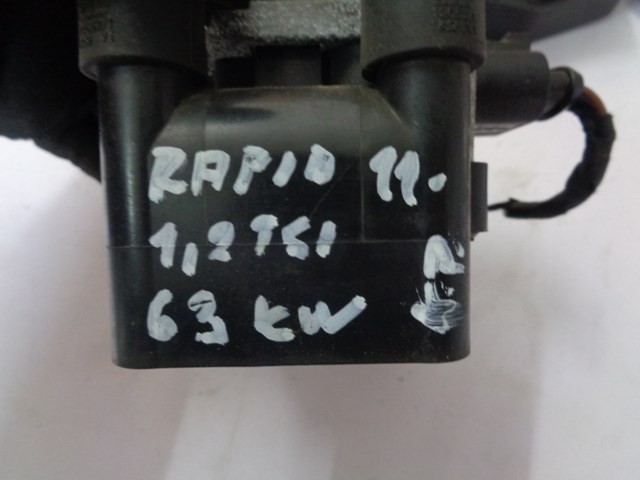 RAPID 11.
1,2 TSI
63 KW